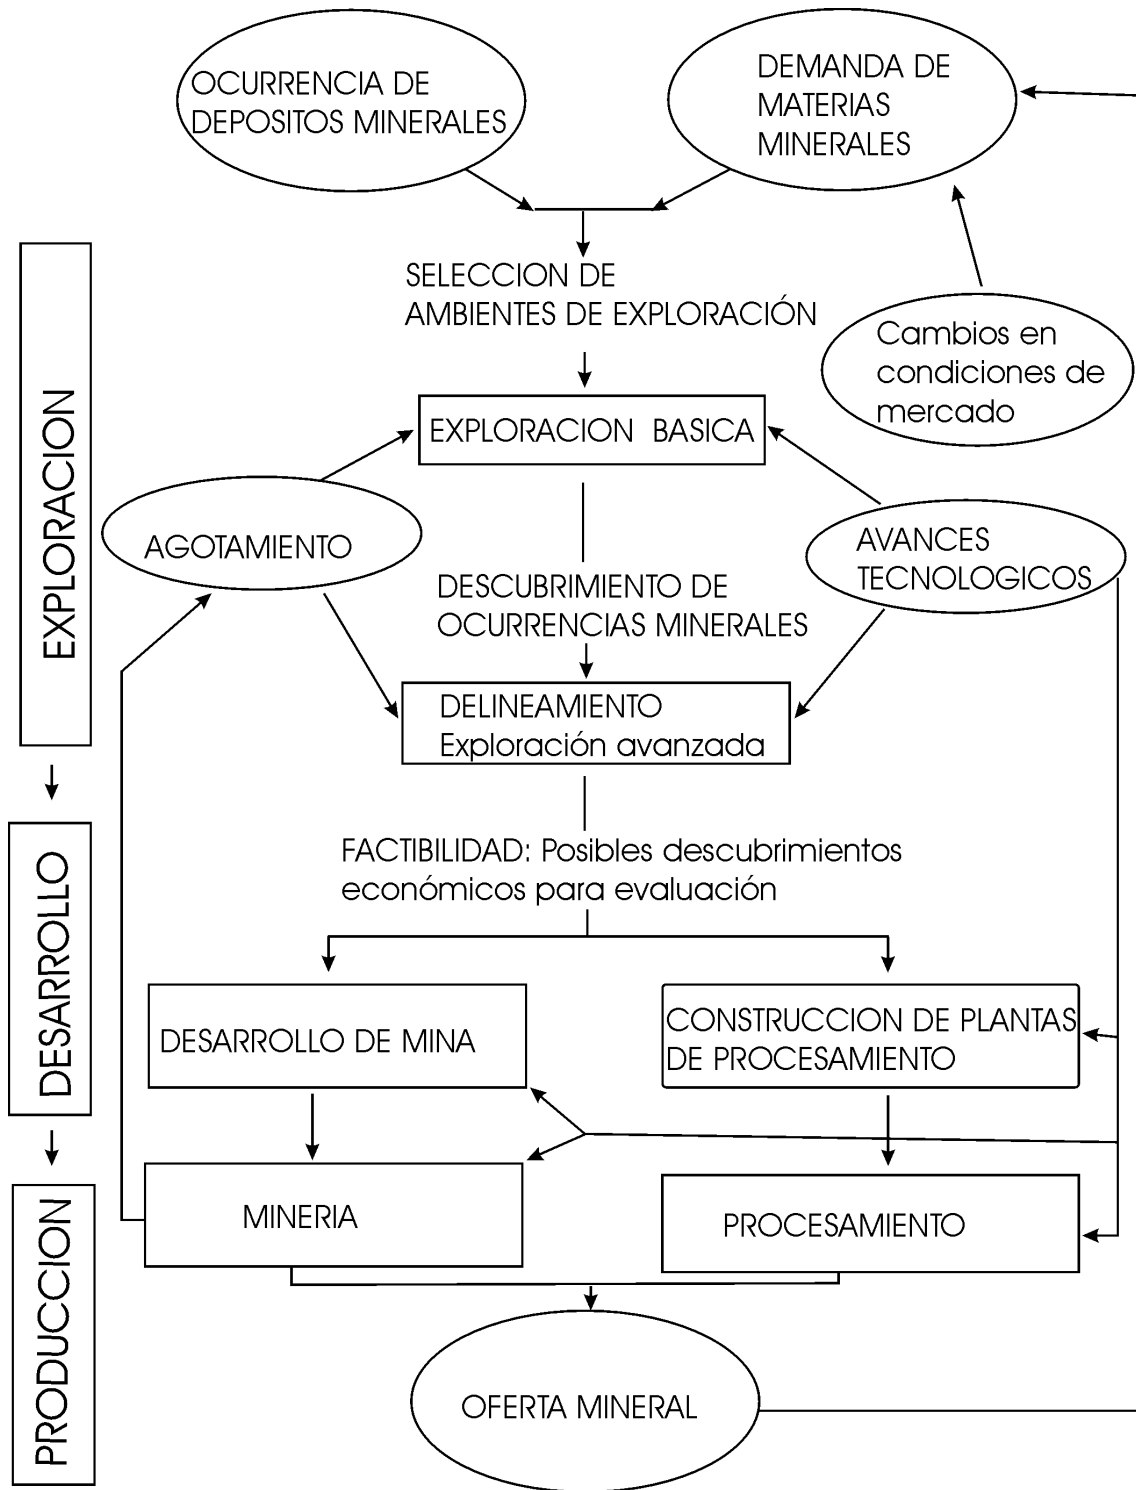 OCURRENCIA DE
DEPOSITOS MINERALES
DEMANDA DE
MATERIAS
MINERALES
SELECCION DE
AMBIENTES DE EXPLORACIÓN
Cambios en
condiciones de
mercado
EXPLORACION
EXPLORACION BASICA
AGOTAMIENTO
AVANCES
TECNOLOGICOS
DESCUBRIMIENTO DE
OCURRENCIAS MINERALES
DELINEAMIENTO
Exploración avanzada
DESARROLLO
FACTIBILIDAD: Posibles descubrimientos
económicos para evaluación
DESARROLLO DE MINA
CONSTRUCCION DE PLANTAS
DE PROCESAMIENTO
PRODUCCION
MINERIA
PROCESAMIENTO
OFERTA MINERAL